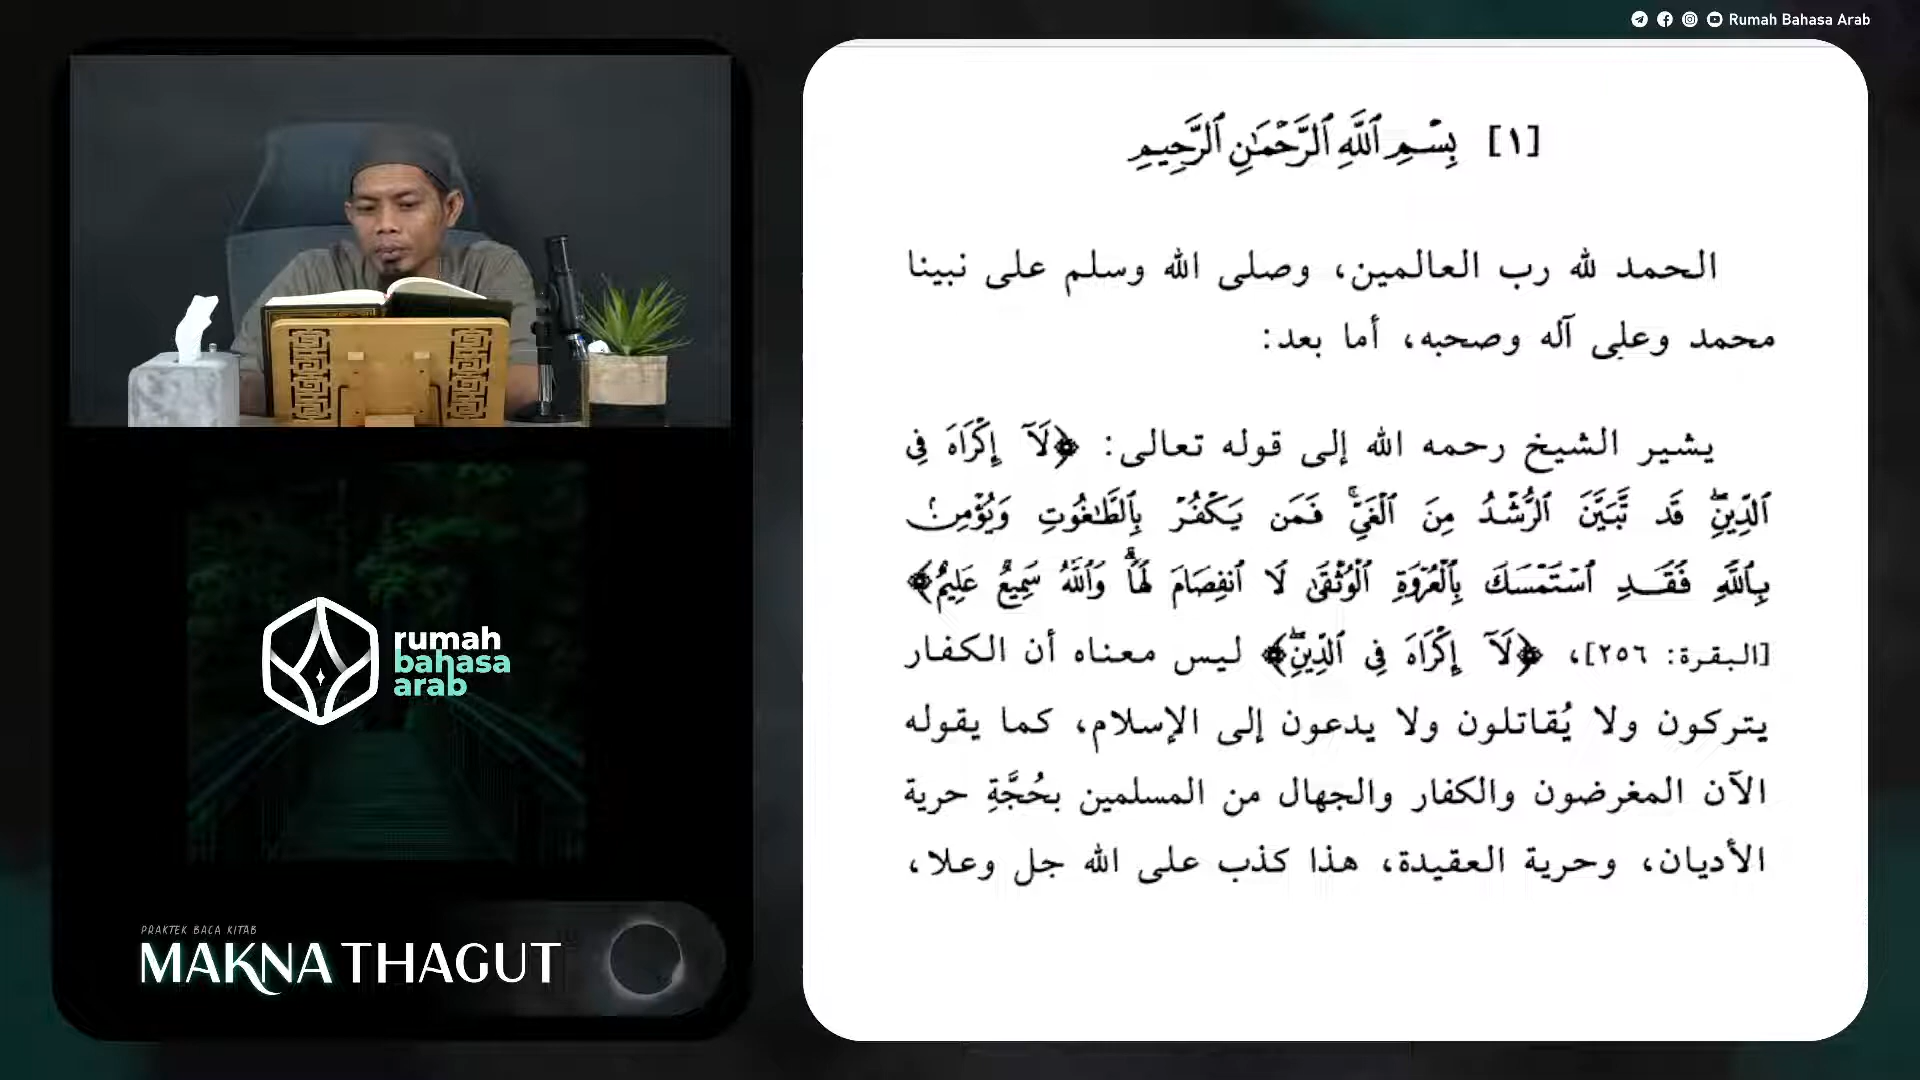 Rumah Bahasa Arab
[١] بِسْمِ ٱللَّهِ ٱلرَّحْمَـٰنِ ٱلرَّحِيمِ
الحمد لله رب العالمين، وصلى الله وسلم على نبينا
محمد وعلى آله وصحبه، أما بعد:
يشير الشيخ رحمه الله إلى قوله تعالى: ﴿لَآ إِكْرَاهَ فِى
ٱلدِّينِۖ قَد تَّبَيَّنَ ٱلرُّشْدُ مِنَ ٱلْغَىِّۚ فَمَن يَكْفُرْ بِٱلطَّـٰغُوتِ وَيُؤْمِنۢ
بِٱللَّهِ فَقَدِ ٱسْتَمْسَكَ بِٱلْعُرْوَةِ ٱلْوُثْقَىٰ لَا ٱنفِصَامَ لَهَاۗ وَٱللَّهُ سَمِيعٌ عَلِيمٌ﴾
[البقرة: ٢٥٦]، ﴿لَآ إِكْرَاهَ فِى ٱلدِّينِۖ﴾ ليس معناه أن الكفار
يتركون ولا يُقاتلون ولا يدعون إلى الإسلام، كما يقوله
الآن المغرضون والكفار والجهال من المسلمين بحُجَّةِ حرية
الأديان، وحرية العقيدة، هذا كذب على الله جل وعلا،
rumah
bahasa
arab
PRAKTEK BACA KITAB
MAKNA THAGUT